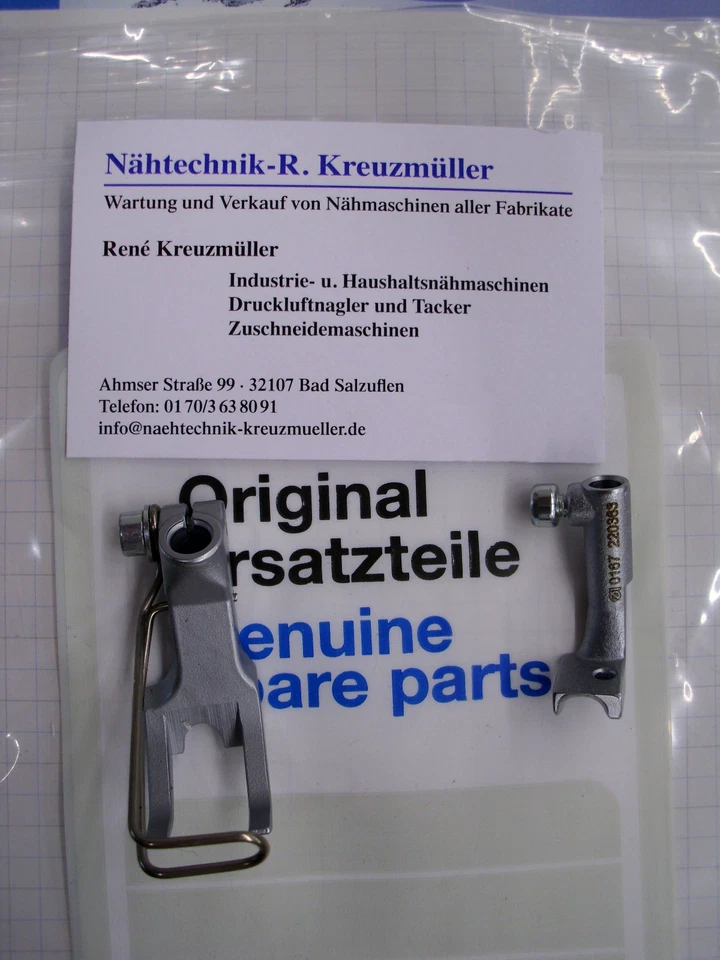 Nähtechnik-R. Kreuzmüller
Wartung und Verkauf von Nähmaschinen aller Fabrikate
René Kreuzmüller
Industrie- u. Haushaltsnähmaschinen
Druckluftnagler und Tacker
Zuschneidemaschinen
Ahmser Straße 99 · 32107 Bad Salzuflen
Telefon: 01 70/3 63 80 91
info@naehtechnik-kreuzmueller.de
Original
rsatzteile
enuine
are parts
0167 220363